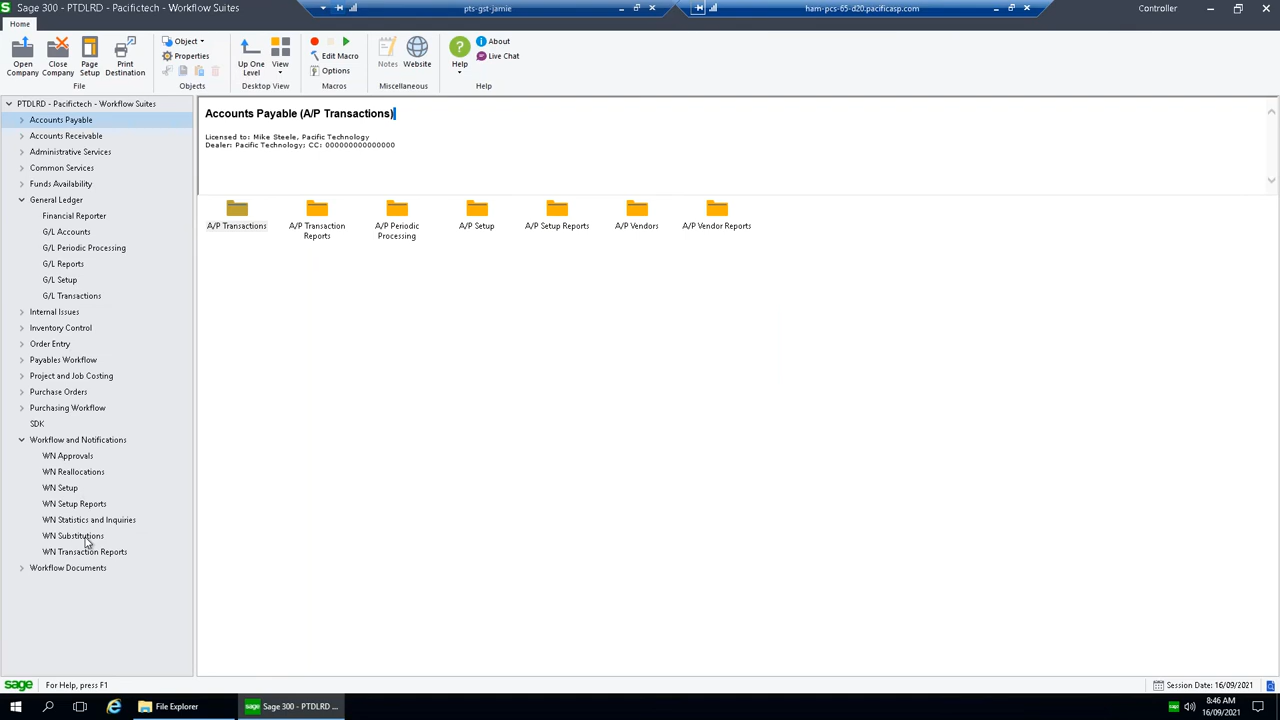 Sage 300 - PTDLRD - Pacifictech - Workflow Suites
pts-gst-jamie
ham-pcs-65-d20.pacificasp.com
Controller
Home
Open Company
Close Company
Page Setup
Print Destination
File
Object
Properties
Objects
Up One Level
View
Desktop View
Edit Macro
Options
Macros
Notes
Website
Miscellaneous
Help
About
Live Chat
Help
PTDLRD - Pacifictech - Workflow Suites
Accounts Payable
Accounts Receivable
Administrative Services
Common Services
Funds Availability
General Ledger
Financial Reporter
G/L Accounts
G/L Periodic Processing
G/L Reports
G/L Setup
G/L Transactions
Internal Issues
Inventory Control
Order Entry
Payables Workflow
Project and Job Costing
Purchase Orders
Purchasing Workflow
SDK
Workflow and Notifications
WN Approvals
WN Reallocations
WN Setup
WN Setup Reports
WN Statistics and Inquiries
WN Substitutions
WN Transaction Reports
Workflow Documents
Accounts Payable (A/P Transactions)
Licensed to: Mike Steele, Pacific Technology
Dealer: Pacific Technology; CC: 000000000000000
A/P Transactions
A/P Transaction Reports
A/P Periodic Processing
A/P Setup
A/P Setup Reports
A/P Vendors
A/P Vendor Reports
sage
For Help, press F1
Session Date: 16/09/2021
File Explorer
Sage 300 - PTDLRD ...
8:46 AM
16/09/2021